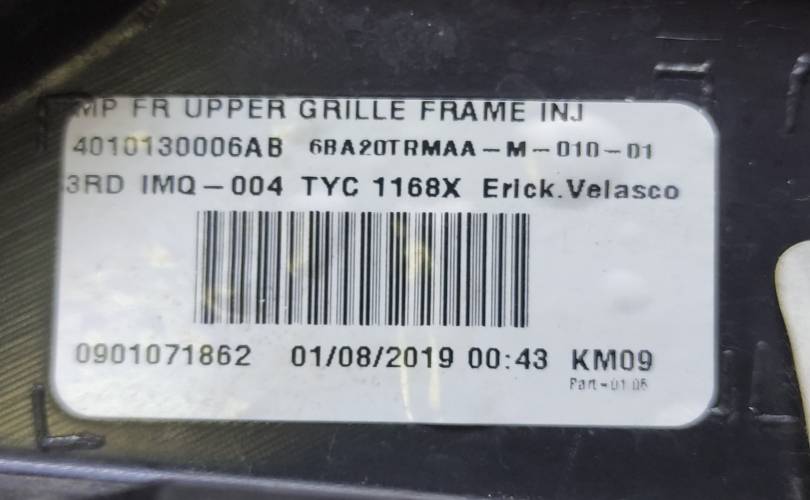 MP FR UPPER GRILLE FRAME INJ
4010130006AB 6BA20TRMAA-M-010-01
3RD IMQ-004 TYC 1168X Erick.Velasco
0901071862 01/08/2019 00:43 KM09
Part-01 06